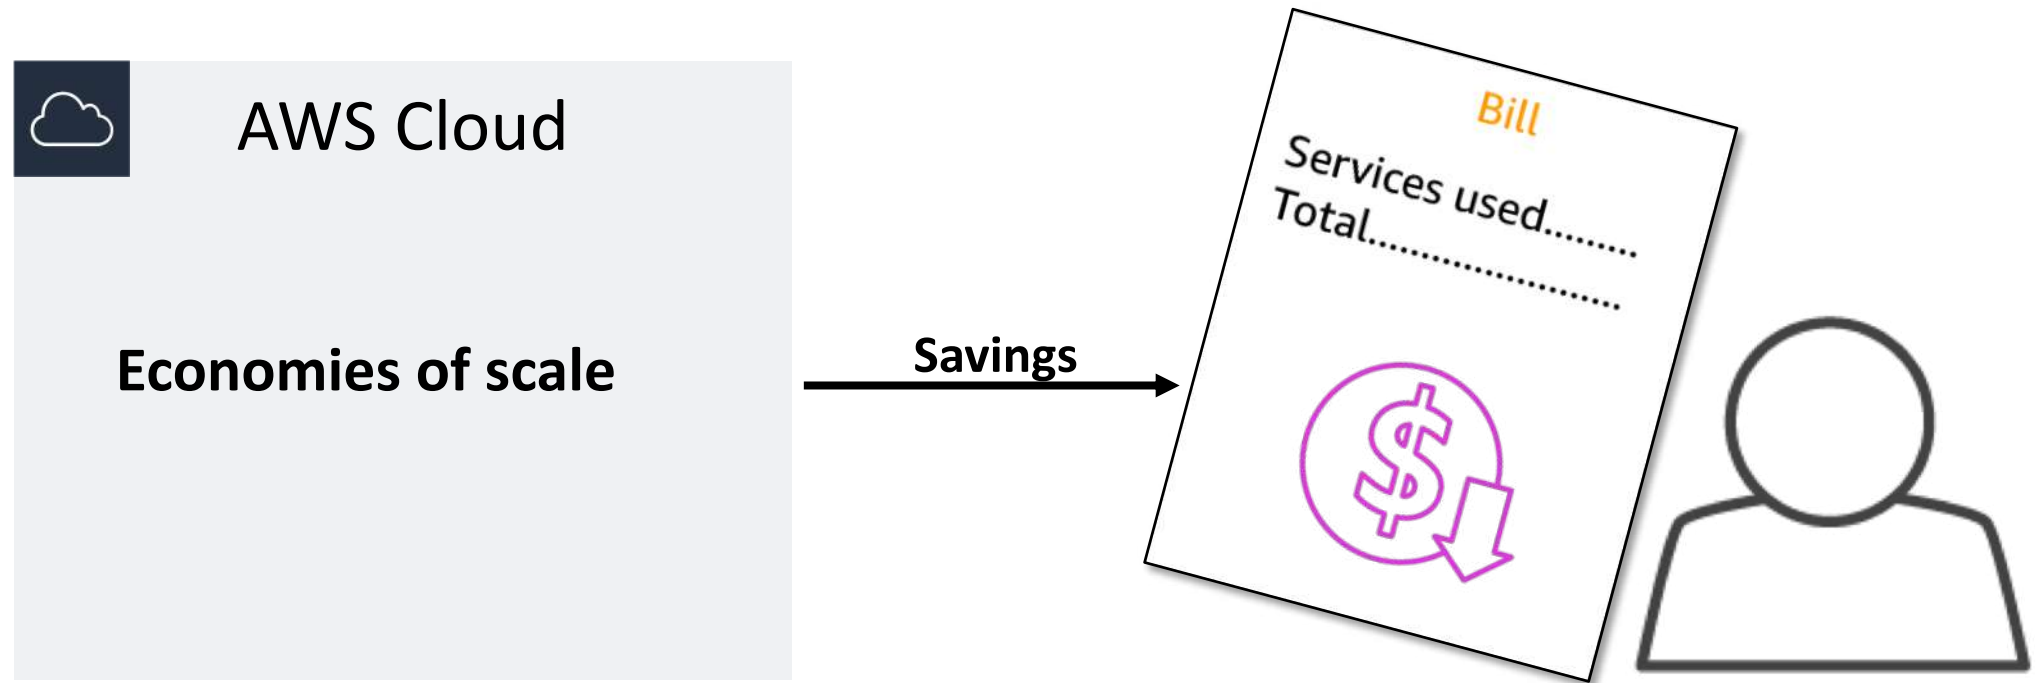 AWS Cloud
Economies of scale
Savings
Bill
Services used.........
Total........................